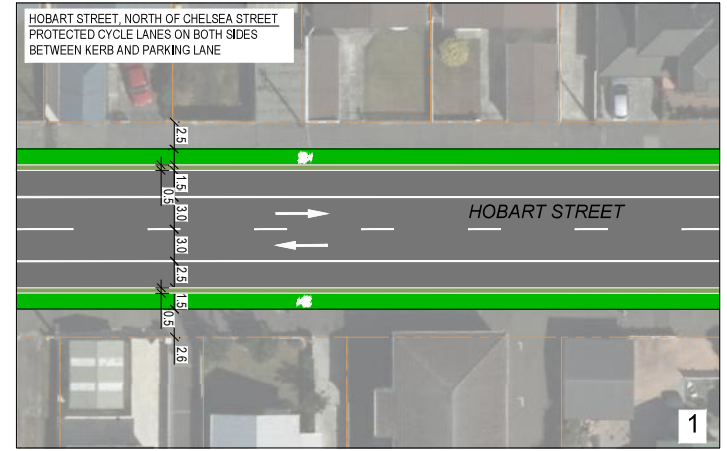 HOBART STREET, NORTH OF CHELSEA STREET
PROTECTED CYCLE LANES ON BOTH SIDES
BETWEEN KERB AND PARKING LANE
2.5
1.5
0.5
3.0
HOBART STREET
3.0
2.5
1.5
0.5
2.6
1